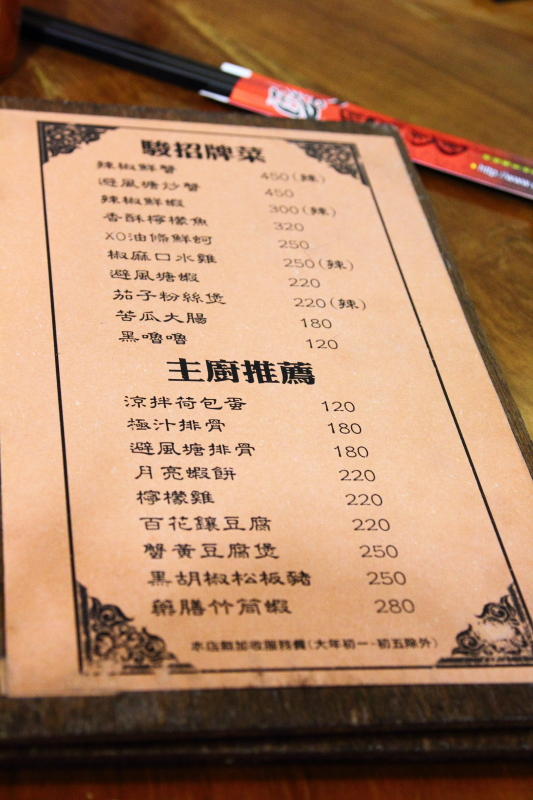 駿招牌菜
辣椒鮮蟹 450(辣)
避風塘炒蟹 450
辣椒鮮蝦 300(辣)
香酥檸檬魚 320
XO油條鮮蚵 250
椒麻口水雞 250(辣)
避風塘蝦 220
茄子粉絲煲 220(辣)
苦瓜大腸 180
黑嚕嚕 120
主廚推薦
涼拌荷包蛋 120
極汁排骨 180
避風塘排骨 180
月亮蝦餅 220
檸檬雞 220
百花鑲豆腐 220
蟹黃豆腐煲 250
黑胡椒松板豬 250
藥膳竹筒蝦 280
本店無加收服務費(大年初一-初五除外)
http://www.